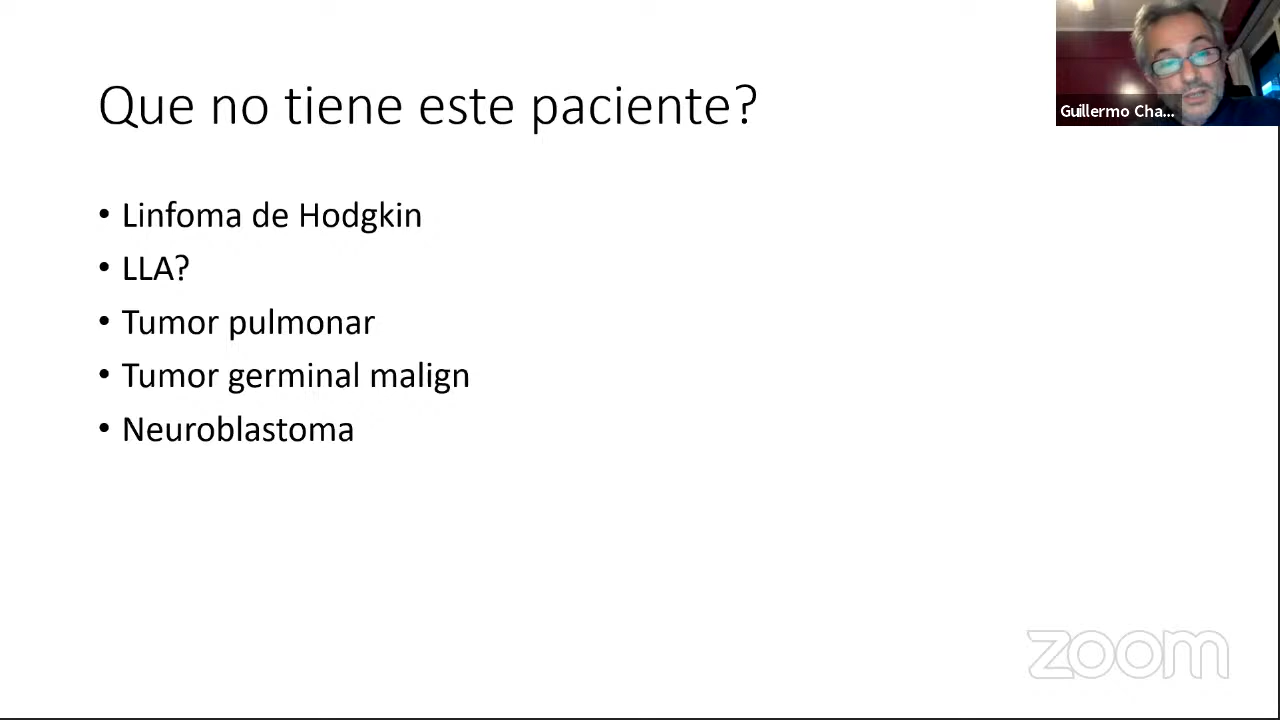 Que no tiene este paciente?
Guillermo Cha...
• Linfoma de Hodgkin
• LLA?
• Tumor pulmonar
• Tumor germinal malign
• Neuroblastoma
zoom